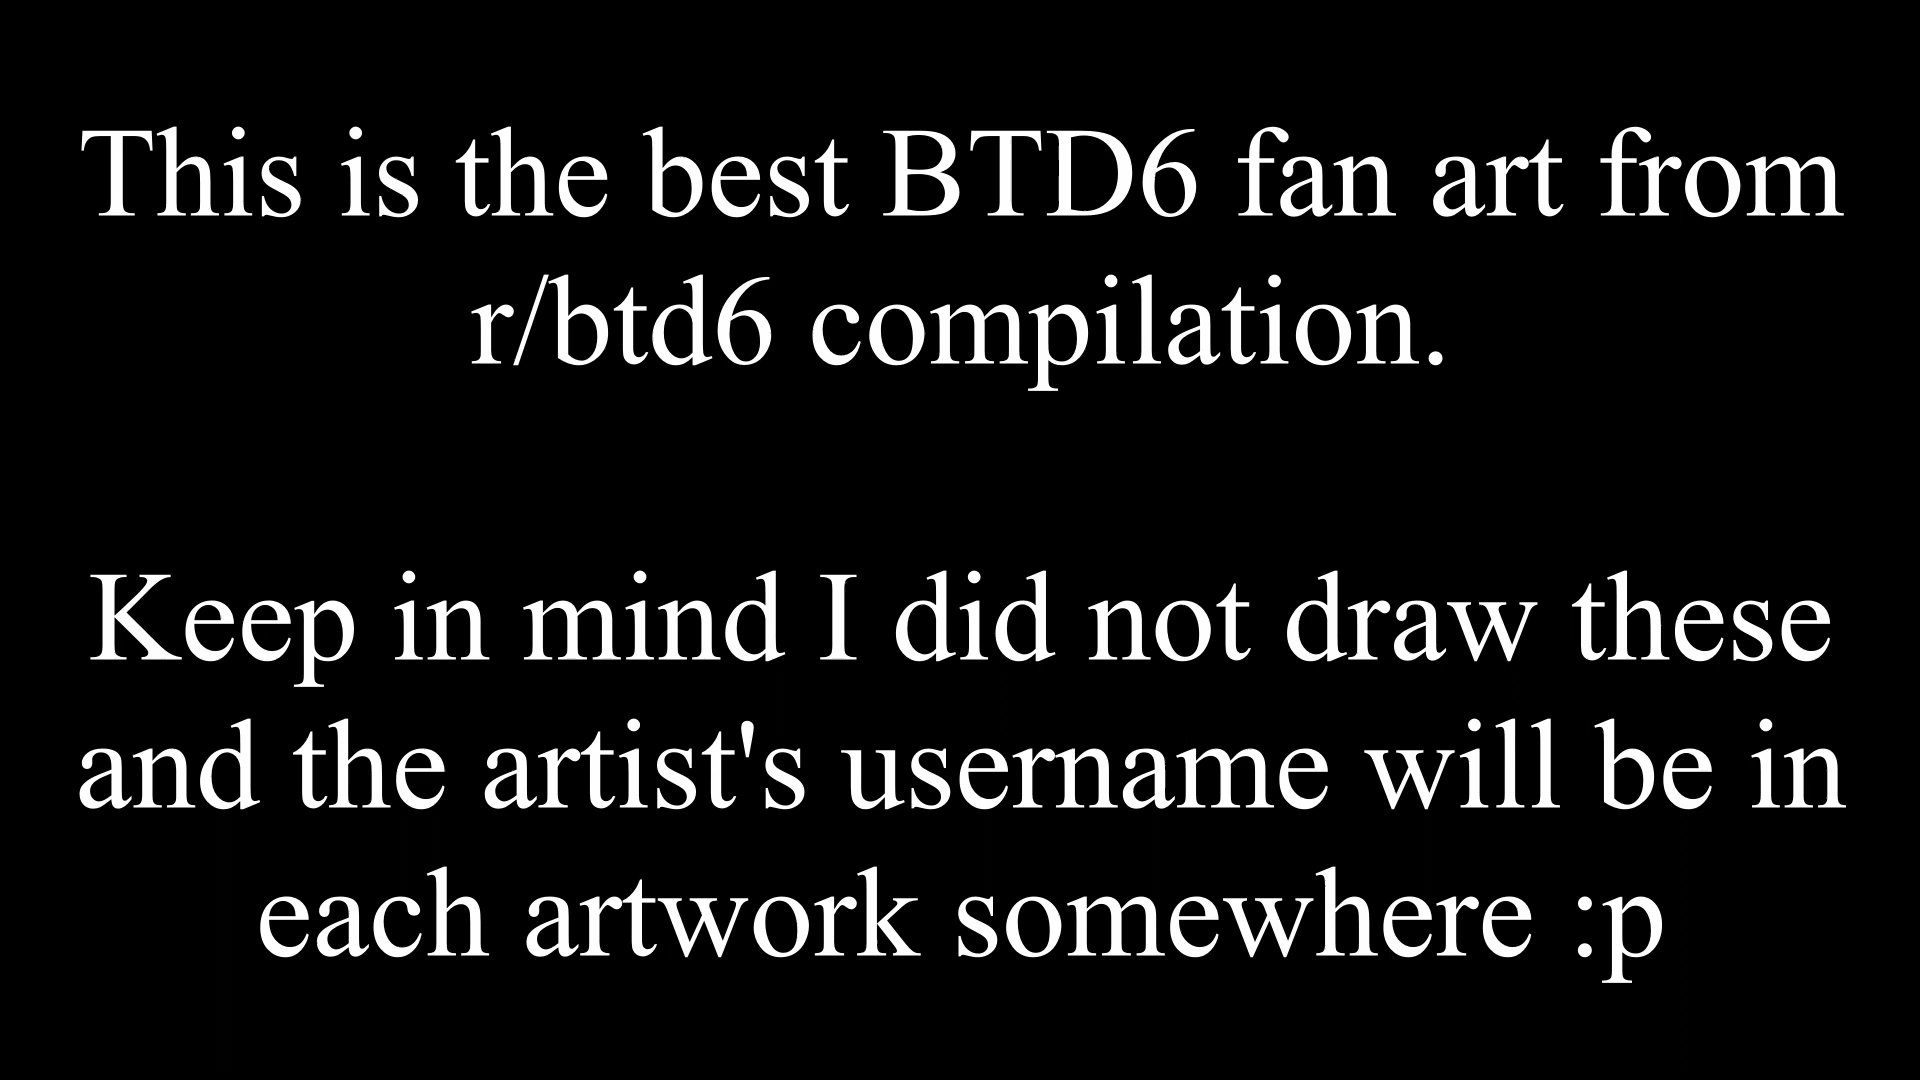 This is the best BTD6 fan art from
r/btd6 compilation.
Keep in mind I did not draw these
and the artist's username will be in
each artwork somewhere :p